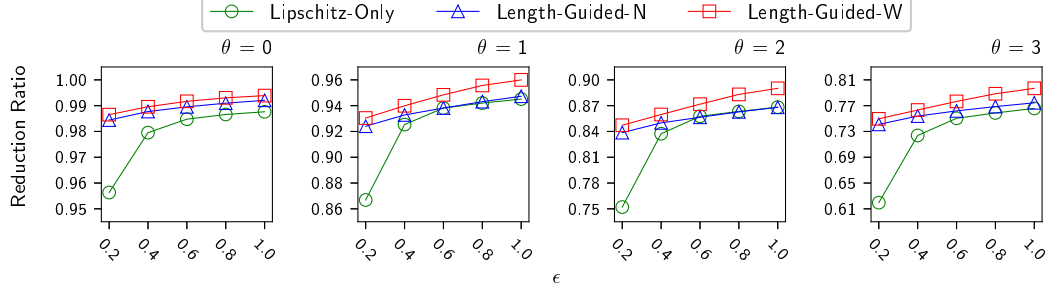 Lipschitz-Only Length-Guided-N Length-Guided-W
θ = 0 θ = 1 θ = 2 θ = 3
Reduction Ratio
1.00 0.99 0.98 0.97 0.96 0.95
0.2 0.4 0.6 0.8 1.0
0.96 0.94 0.92 0.90 0.88 0.86
0.2 0.4 0.6 0.8 1.0
0.90 0.87 0.84 0.81 0.78 0.75
0.2 0.4 0.6 0.8 1.0
0.81 0.77 0.73 0.69 0.65 0.61
0.2 0.4 0.6 0.8 1.0
ϵ